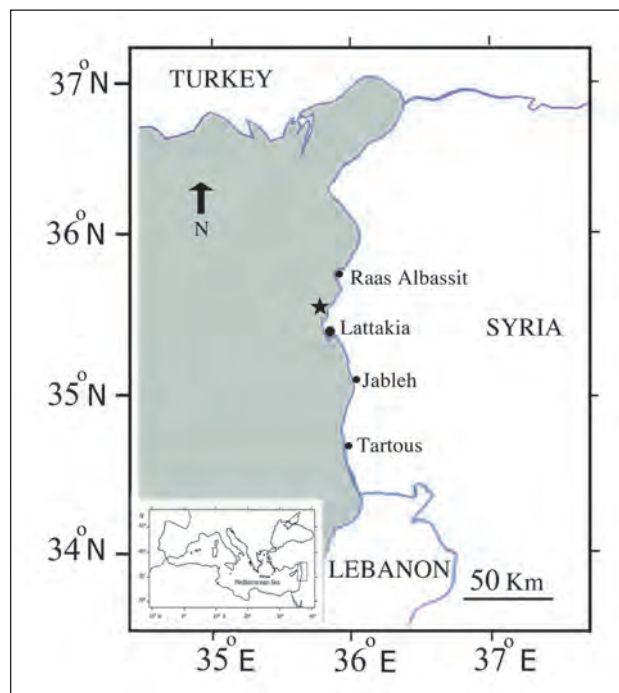 37°N
TURKEY
N
36°N
Raas Albassit
Lattakia
SYRIA
Jableh
35°N
Tartous
34°N
Mediterranean Sea
LEBANON
50 Km
35°E
36°E
37°E